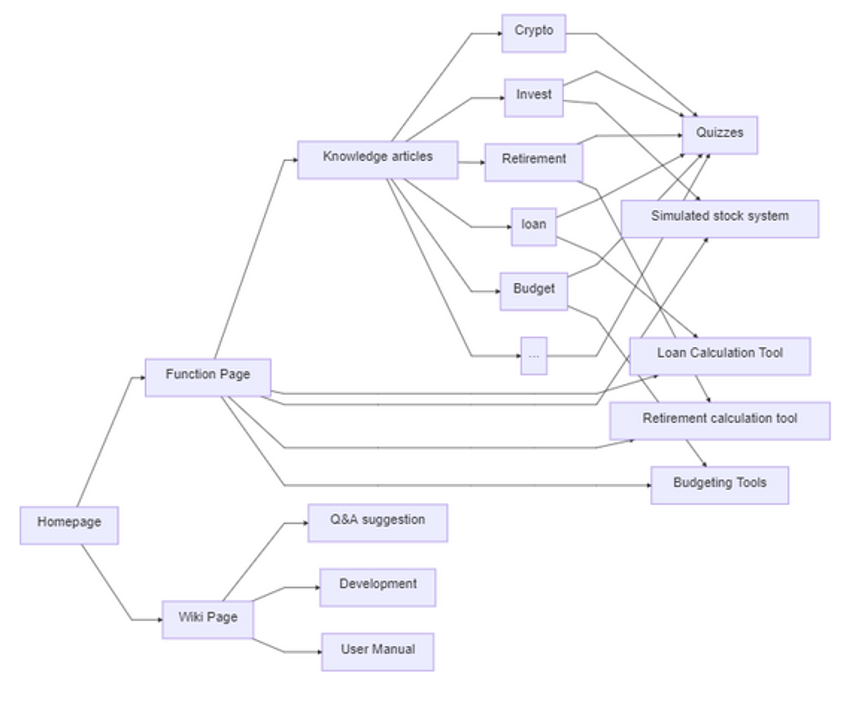 Crypto
Invest
Quizzes
Knowledge articles
Retirement
Simulated stock system
loan
Budget
...
Loan Calculation Tool
Function Page
Retirement calculation tool
Budgeting Tools
Homepage
Q&A suggestion
Development
Wiki Page
User Manual